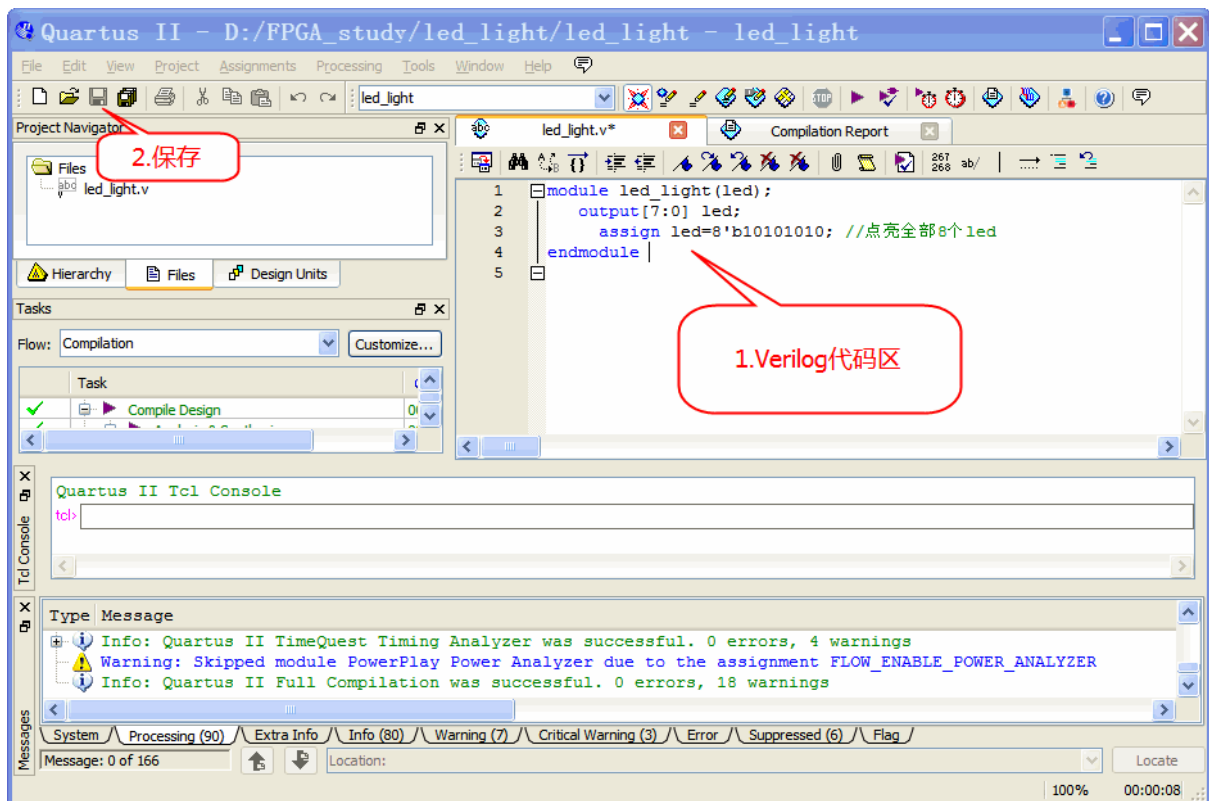 Quartus II - D:/FPGA_study/led_light/led_light - led_light
File Edit View Project Assignments Processing Tools Window Help
led_light
Project Navigator
2.保存
Files
led_light.v
Hierarchy Files Design Units
Tasks
Flow: Compilation Customize...
Task
Compile Design
led_light.v* Compilation Report
267
268 ab/
1 module led_light(led);
2 output[7:0] led;
3 assign led=8'b10101010; //点亮全部8个led
4 endmodule
5
1.Verilog代码区
Tcl Console
Quartus II Tcl Console
tcl>
Messages
Type Message
Info: Quartus II TimeQuest Timing Analyzer was successful. 0 errors, 4 warnings
Warning: Skipped module PowerPlay Power Analyzer due to the assignment FLOW_ENABLE_POWER_ANALYZER
Info: Quartus II Full Compilation was successful. 0 errors, 18 warnings
System Processing (90) Extra Info Info (80) Warning (7) Critical Warning (3) Error Suppressed (6) Flag
Message: 0 of 166 Location: Locate
100% 00:00:08